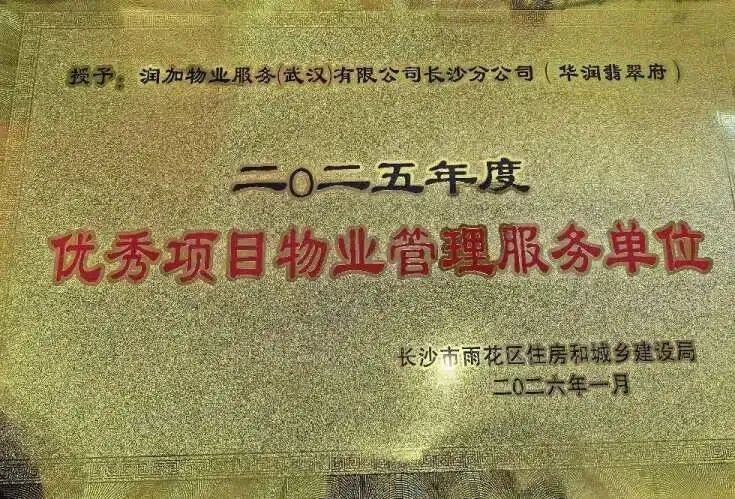 授予：润加物业服务(武汉)有限公司长沙分公司（华润翡翠府）
二〇二五年度
优秀项目物业管理服务单位
长沙市雨花区住房和城乡建设局
二〇二六年一月